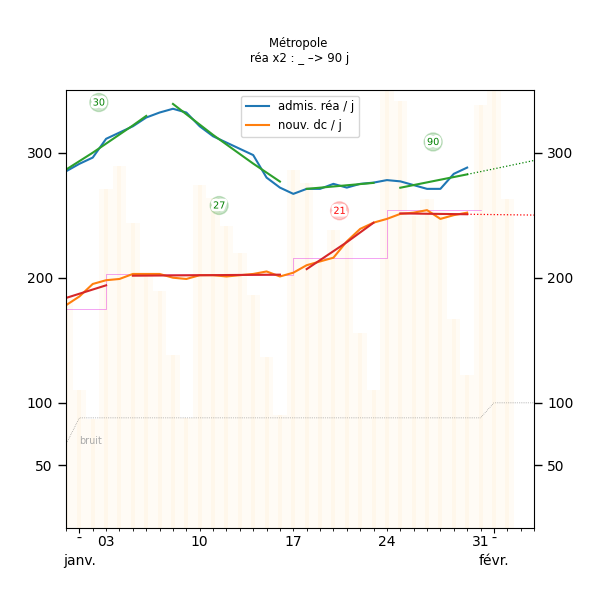 Métropole
réa x2 : _ –> 90 j
admis. réa / j
nouv. dc / j
30
27
21
90
300
200
100
50
300
200
100
50
bruit
- 03 10 17 24 31 -
janv. févr.